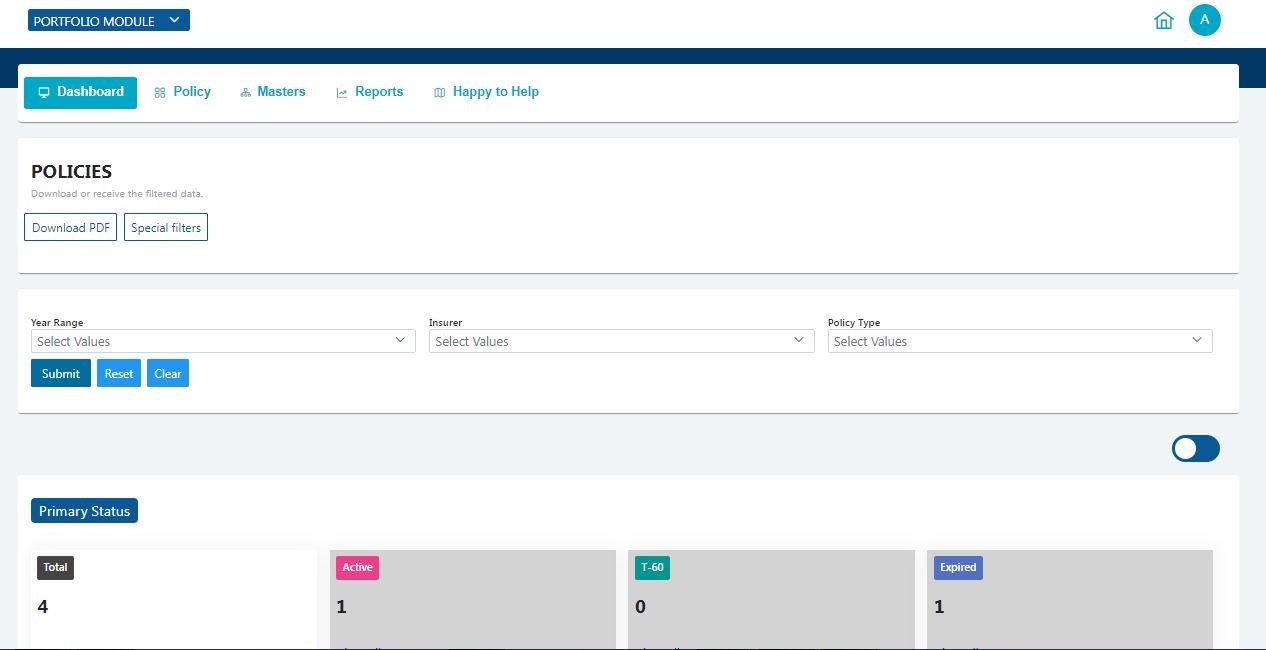 PORTFOLIO MODULE
A
Dashboard Policy Masters Reports Happy to Help
POLICIES
Download or receive the filtered data.
Download PDF Special filters
Year Range Insurer Policy Type
Select Values Select Values Select Values
Submit Reset Clear
Primary Status
Total Active T-60 Expired
4 1 0 1